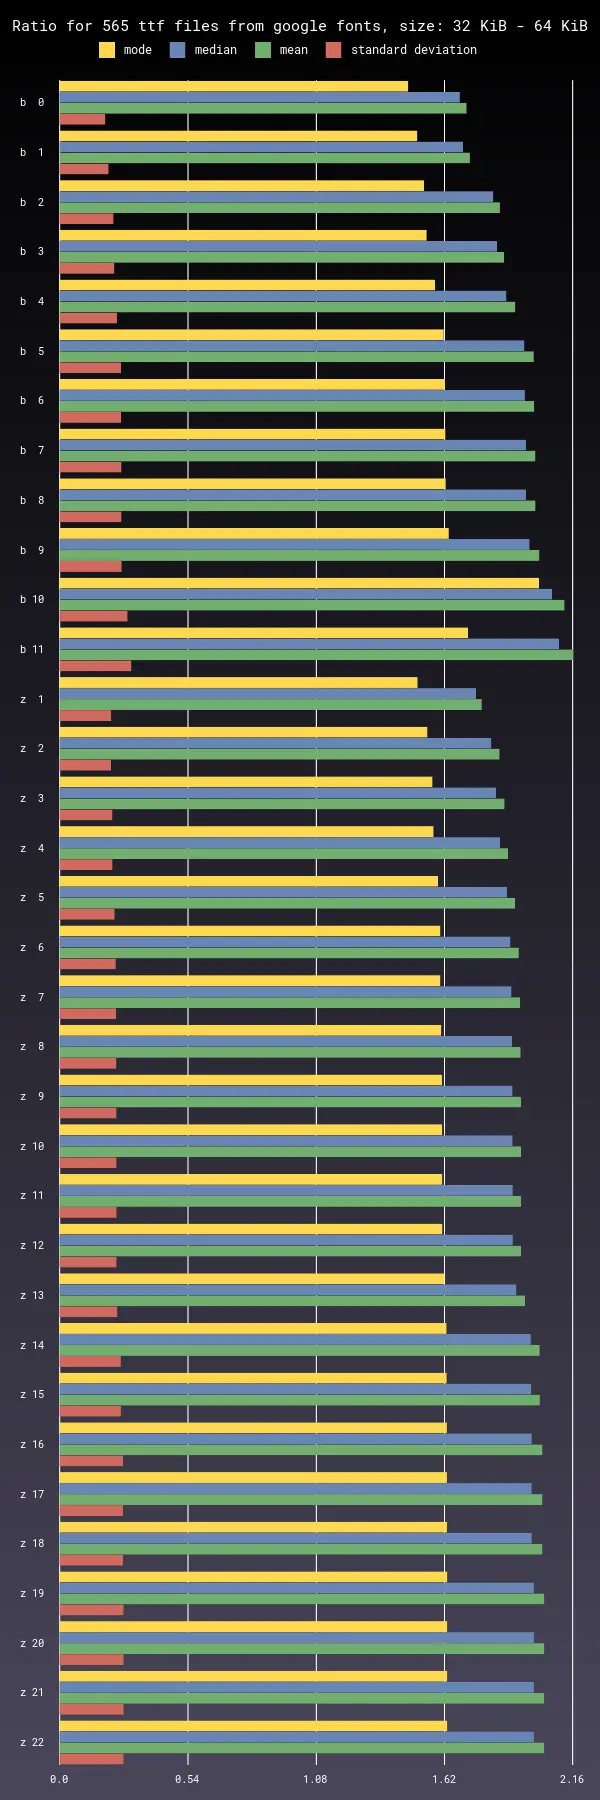 Ratio for 565 ttf files from google fonts, size: 32 KiB - 64 KiB
mode median mean standard deviation
b 0
b 1
b 2
b 3
b 4
b 5
b 6
b 7
b 8
b 9
b 10
b 11
z 1
z 2
z 3
z 4
z 5
z 6
z 7
z 8
z 9
z 10
z 11
z 12
z 13
z 14
z 15
z 16
z 17
z 18
z 19
z 20
z 21
z 22
0.0 0.54 1.08 1.62 2.16